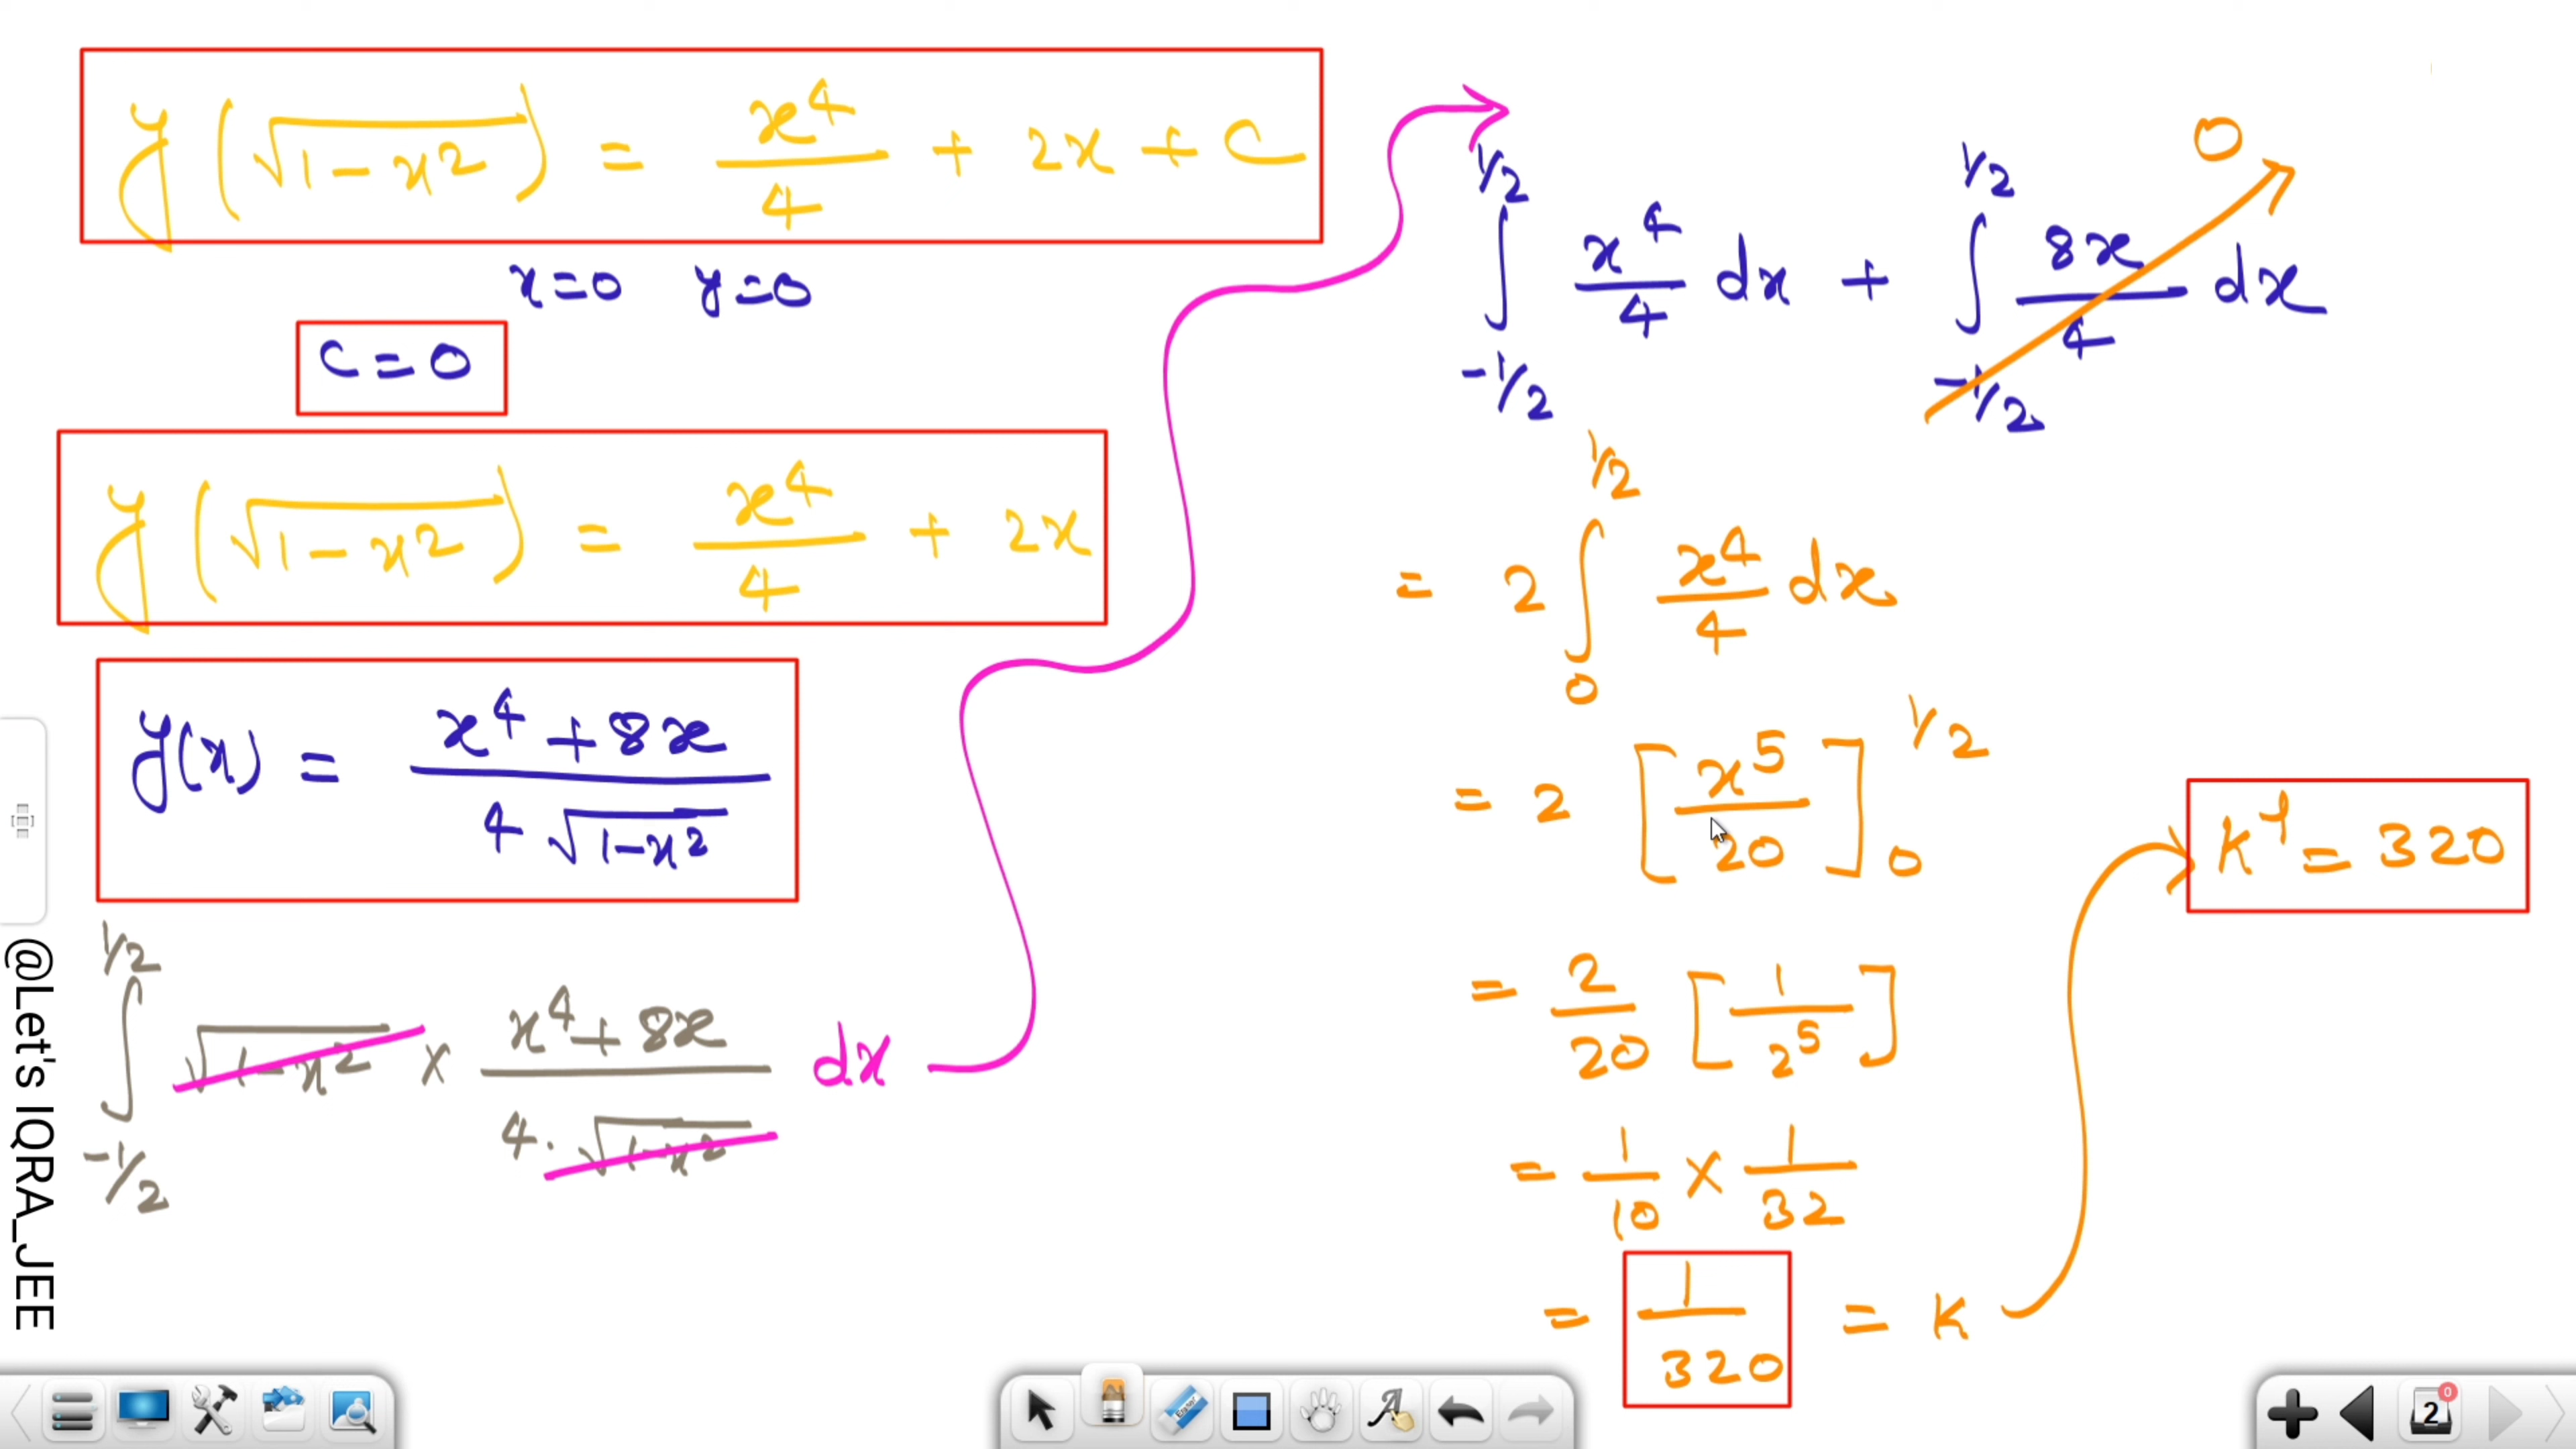 y(√(1-x²)) = x⁴/4 + 2x + C
x=0 y=0
C=0
y(√(1-x²)) = x⁴/4 + 2x
y(x) = (x⁴+8x)/(4√(1-x²))
∫_{-1/2}^{1/2} √(1-x²) × (x⁴+8x)/(4·√(1-x²)) dx
∫_{-1/2}^{1/2} x⁴/4 dx + ∫_{-1/2}^{1/2} 8x/4 dx 0
= 2 ∫_0^{1/2} x⁴/4 dx
= 2 [x⁵/20]_0^{1/2}
= 2/20 [1/2⁵]
= 1/10 × 1/32
= 1/320 = K
K⁻¹ = 320
@Let's IQRA_JEE
2
0